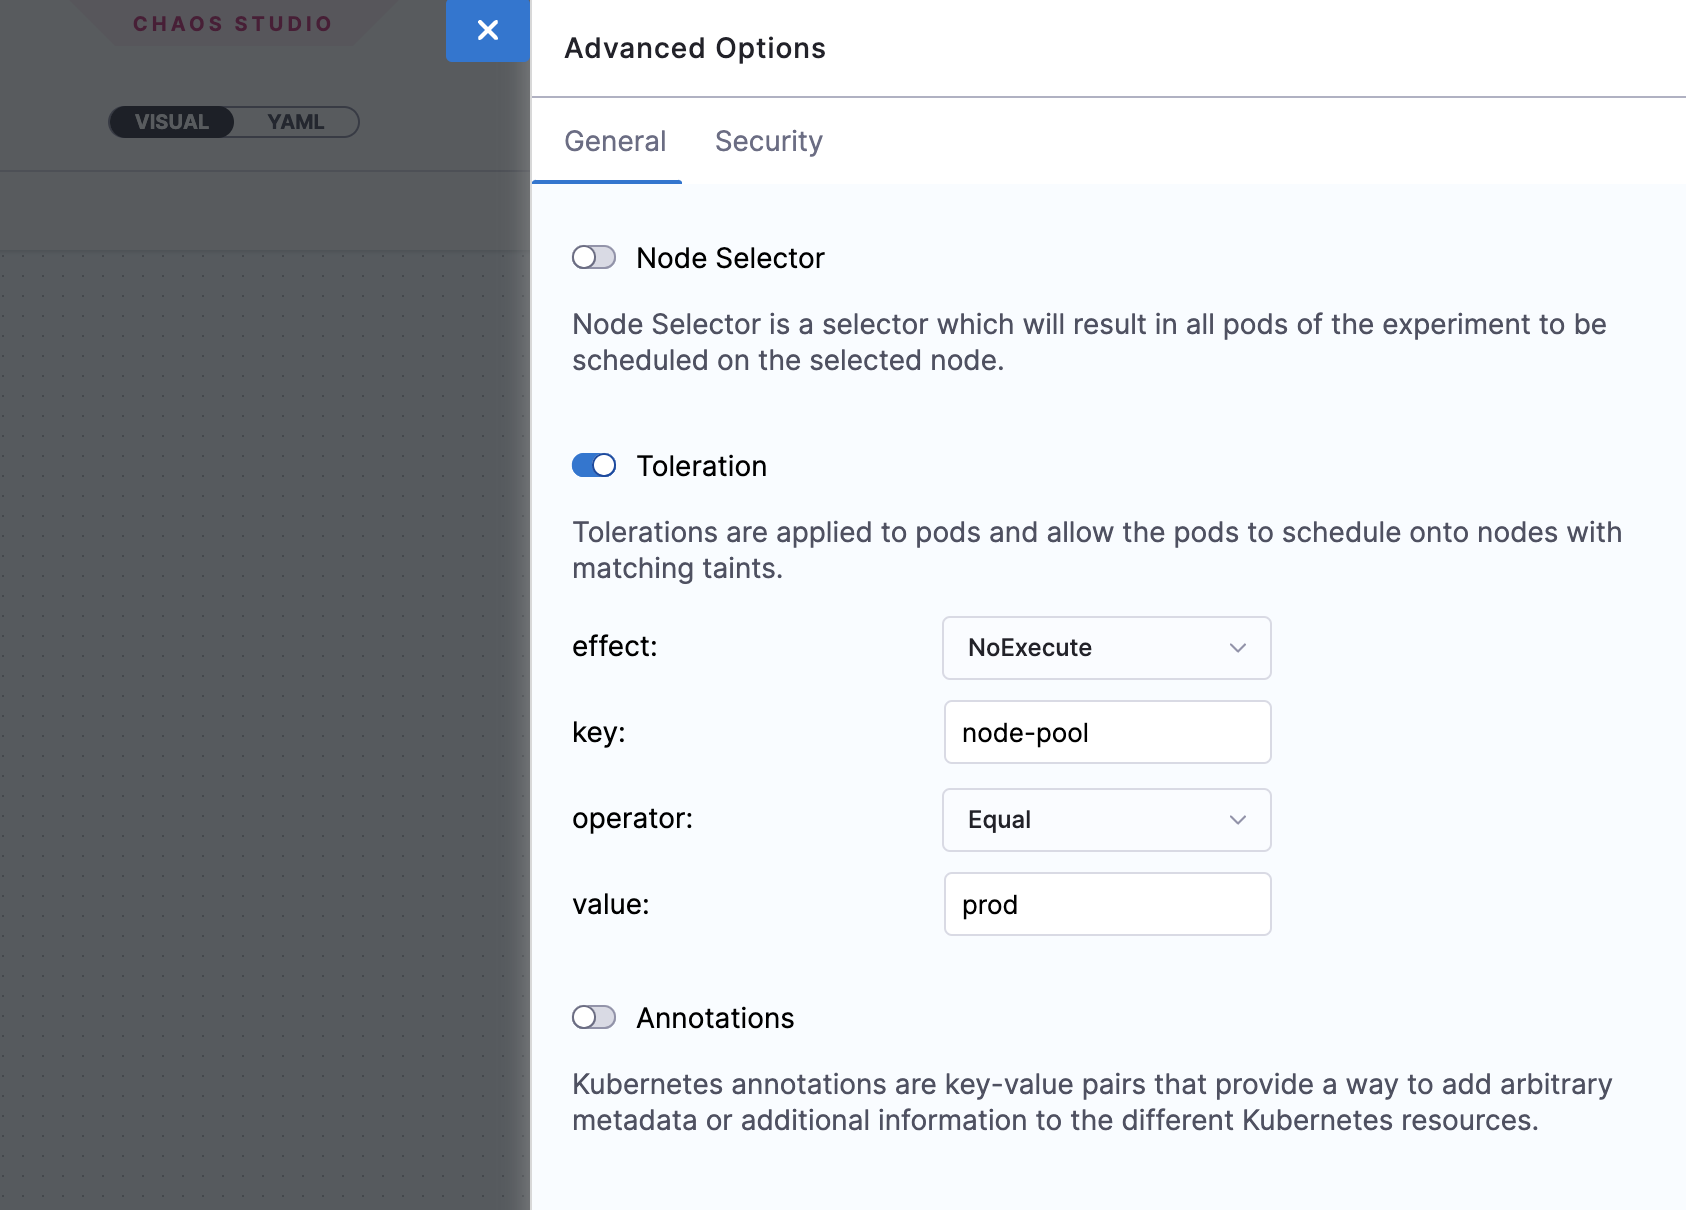 CHAOS STUDIO
VISUAL
YAML
Advanced Options
General
Security
Node Selector
Node Selector is a selector which will result in all pods of the experiment to be
scheduled on the selected node.
Toleration
Tolerations are applied to pods and allow the pods to schedule onto nodes with
matching taints.
effect:
NoExecute
key:
node-pool
operator:
Equal
value:
prod
Annotations
Kubernetes annotations are key-value pairs that provide a way to add arbitrary
metadata or additional information to the different Kubernetes resources.